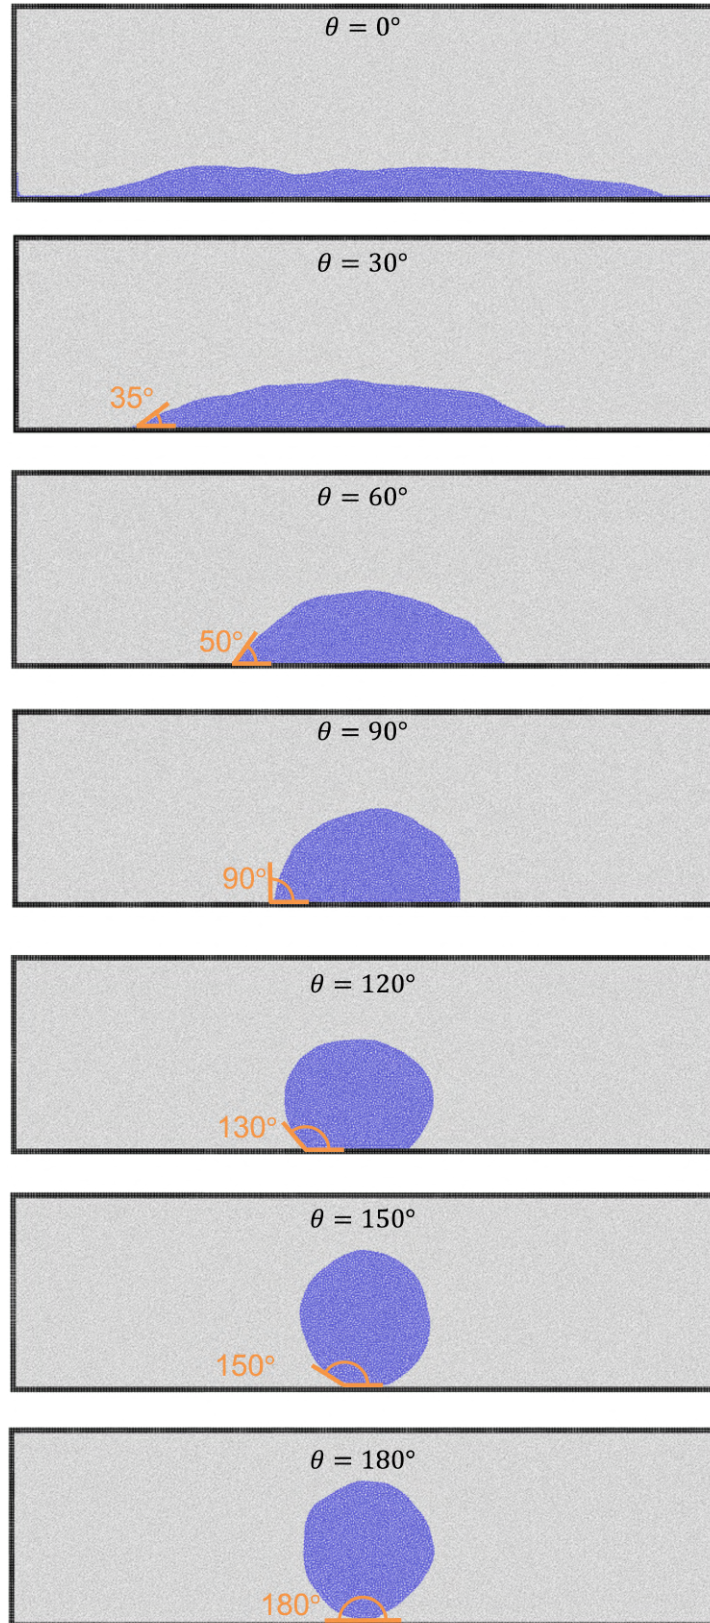 θ = 0°
θ = 30°
35°
θ = 60°
50°
θ = 90°
90°
θ = 120°
130°
θ = 150°
150°
θ = 180°
180°